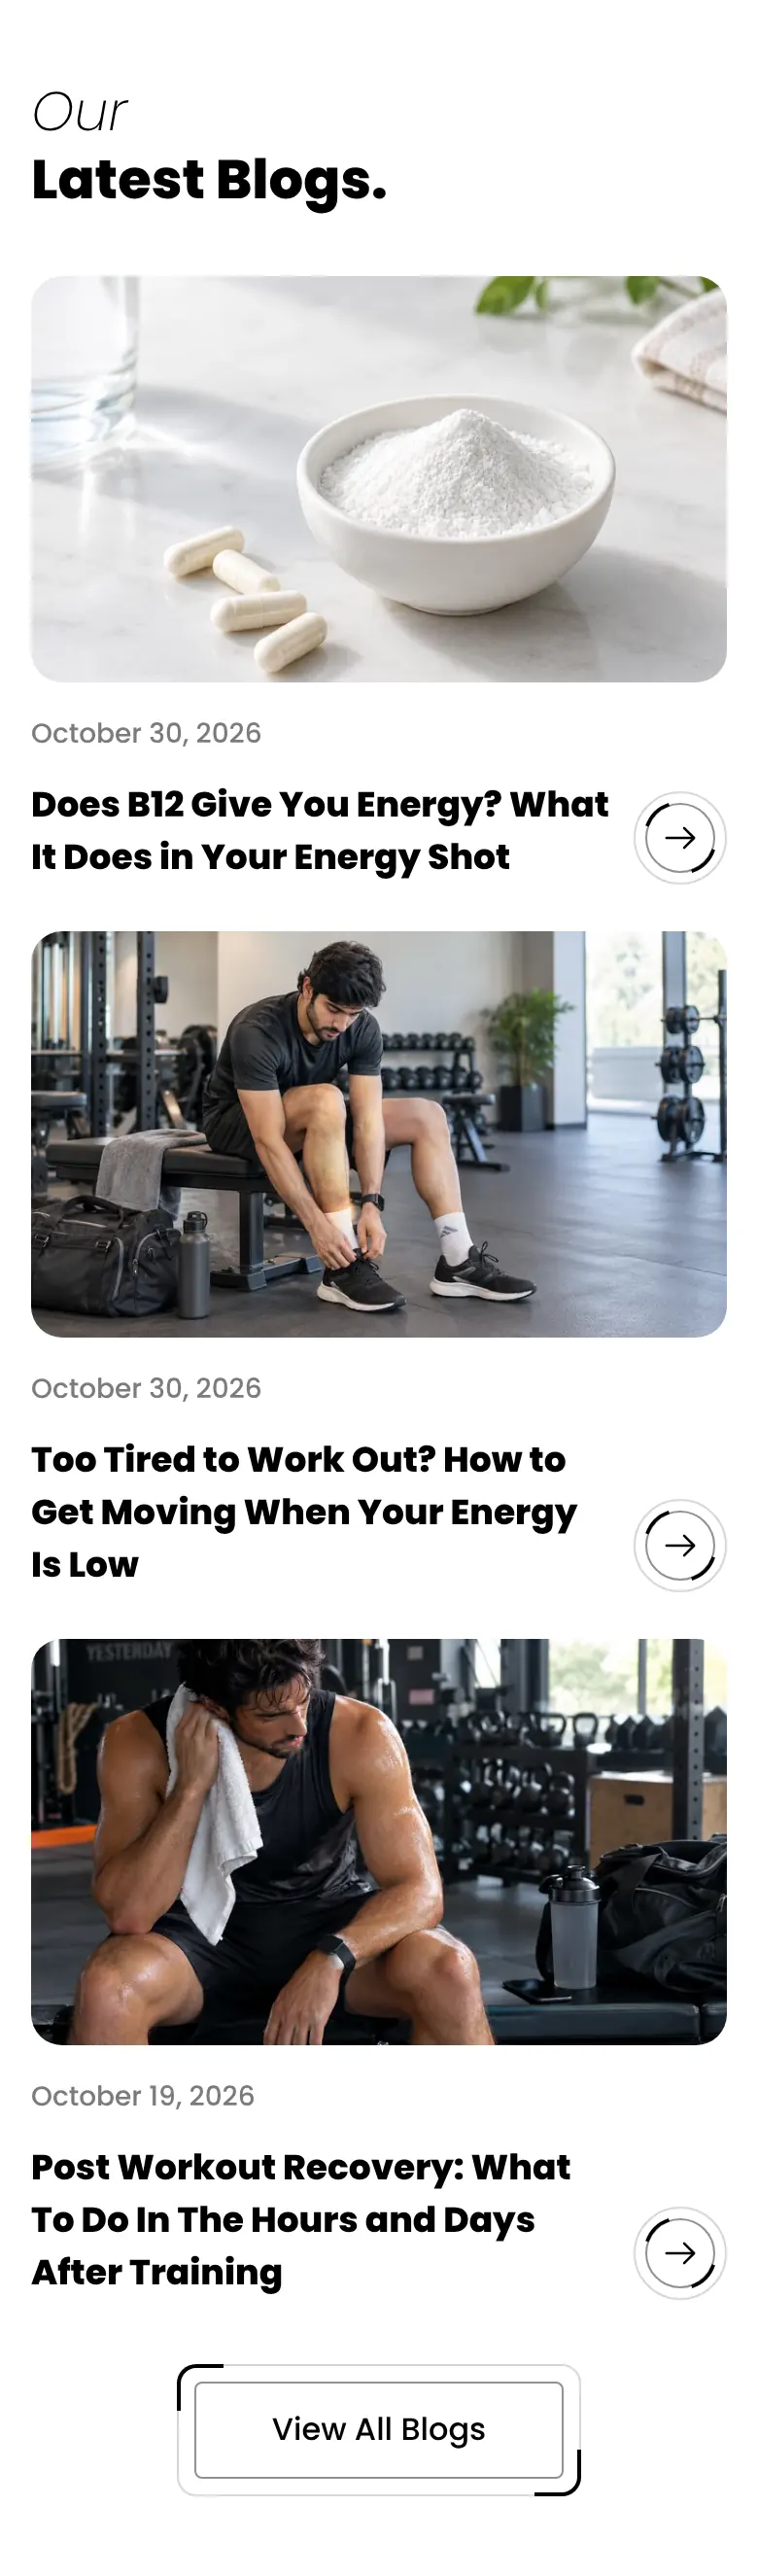 Our
Latest Blogs.
October 30, 2026
Does B12 Give You Energy? What
It Does in Your Energy Shot
October 30, 2026
Too Tired to Work Out? How to
Get Moving When Your Energy
Is Low
YESTERDAY
October 19, 2026
Post Workout Recovery: What
To Do In The Hours and Days
After Training
View All Blogs